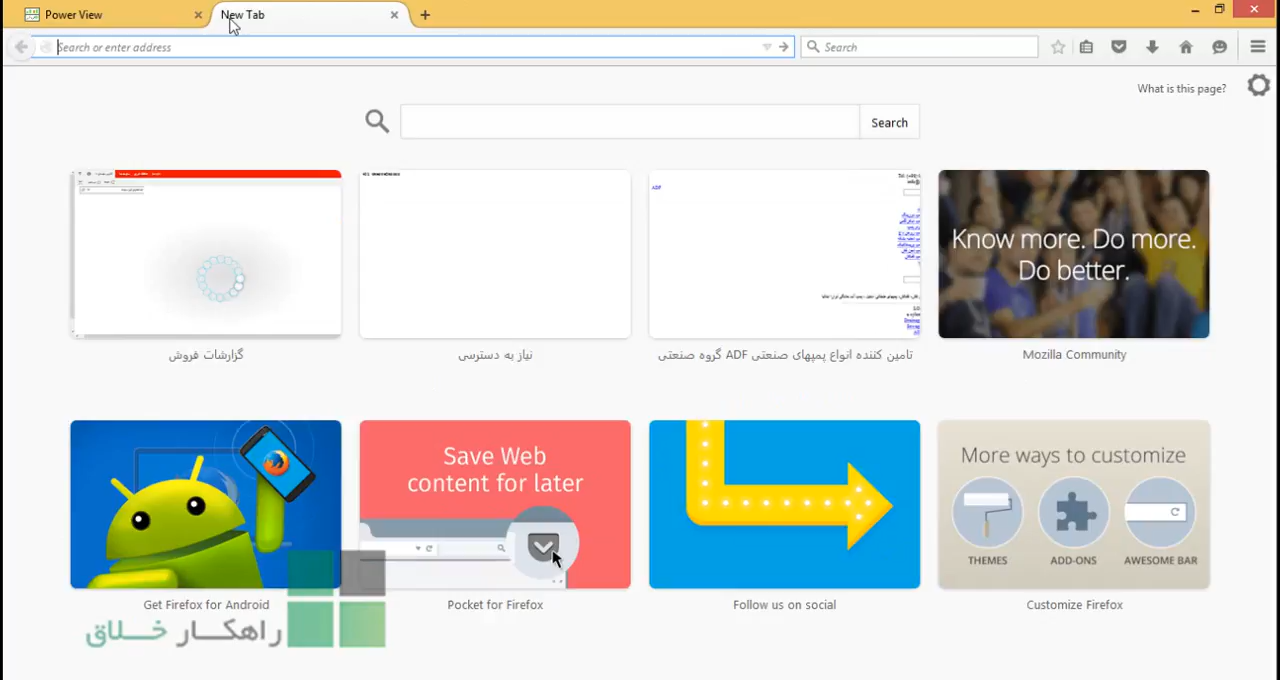 Power View
New Tab
Search or enter address
Search
What is this page?
Search
ADF
Know more. Do more.
Do better.
گزارشات فروش
نیاز به دسترسی
تامین کننده انواع پمپهای صنعتی ADF گروه صنعتی
Mozilla Community
Save Web
content for later
More ways to customize
THEMES
ADD-ONS
AWESOME BAR
Get Firefox for Android
Pocket for Firefox
Follow us on social
Customize Firefox
راهکار خلاق